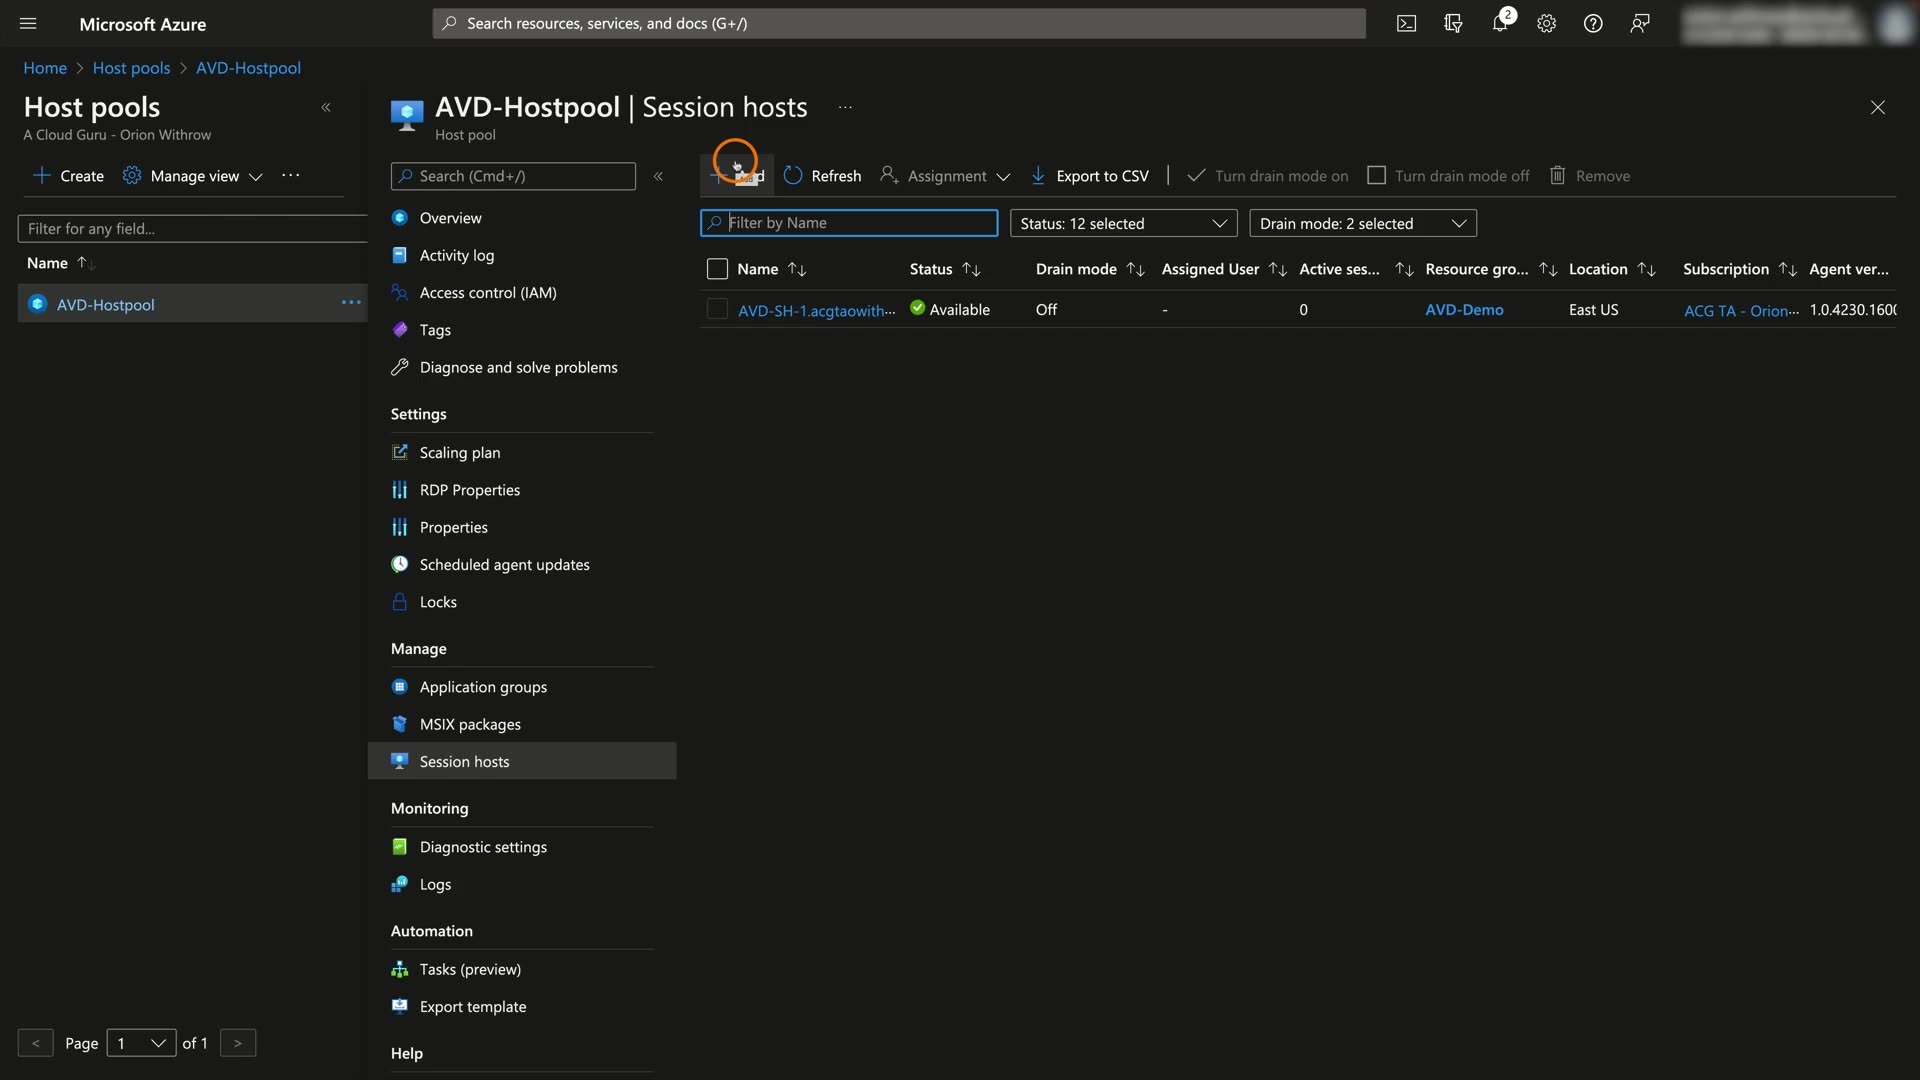 Microsoft Azure
Search resources, services, and docs (G+/)
2
Home > Host pools > AVD-Hostpool
Host pools
A Cloud Guru - Orion Withrow
Create
Manage view
...
Filter for any field...
Name
AVD-Hostpool
...
< Page 1 of 1 >
AVD-Hostpool | Session hosts
...
Host pool
Search (Cmd+/)
Overview
Activity log
Access control (IAM)
Tags
Diagnose and solve problems
Settings
Scaling plan
RDP Properties
Properties
Scheduled agent updates
Locks
Manage
Application groups
MSIX packages
Session hosts
Monitoring
Diagnostic settings
Logs
Automation
Tasks (preview)
Export template
Help
Refresh
Assignment
Export to CSV
Turn drain mode on
Turn drain mode off
Remove
Filter by Name
Status: 12 selected
Drain mode: 2 selected
Name Status Drain mode Assigned User Active ses... Resource gro... Location Subscription Agent ver...
AVD-SH-1.acgtaowith... Available Off - 0 AVD-Demo East US ACG TA - Orion... 1.0.4230.160